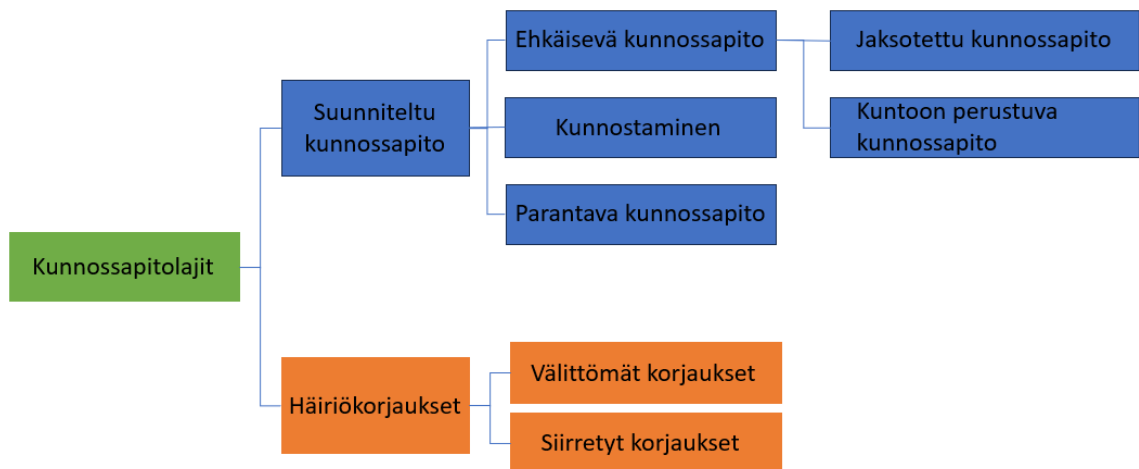 Kunnossapitolajit
Suunniteltu
kunnossapito
Ehkäisevä kunnossapito
Jaksotettu kunnossapito
Kuntoon perustuva
kunnossapito
Kunnostaminen
Parantava kunnossapito
Häiriökorjaukset
Välittömät korjaukset
Siirretyt korjaukset